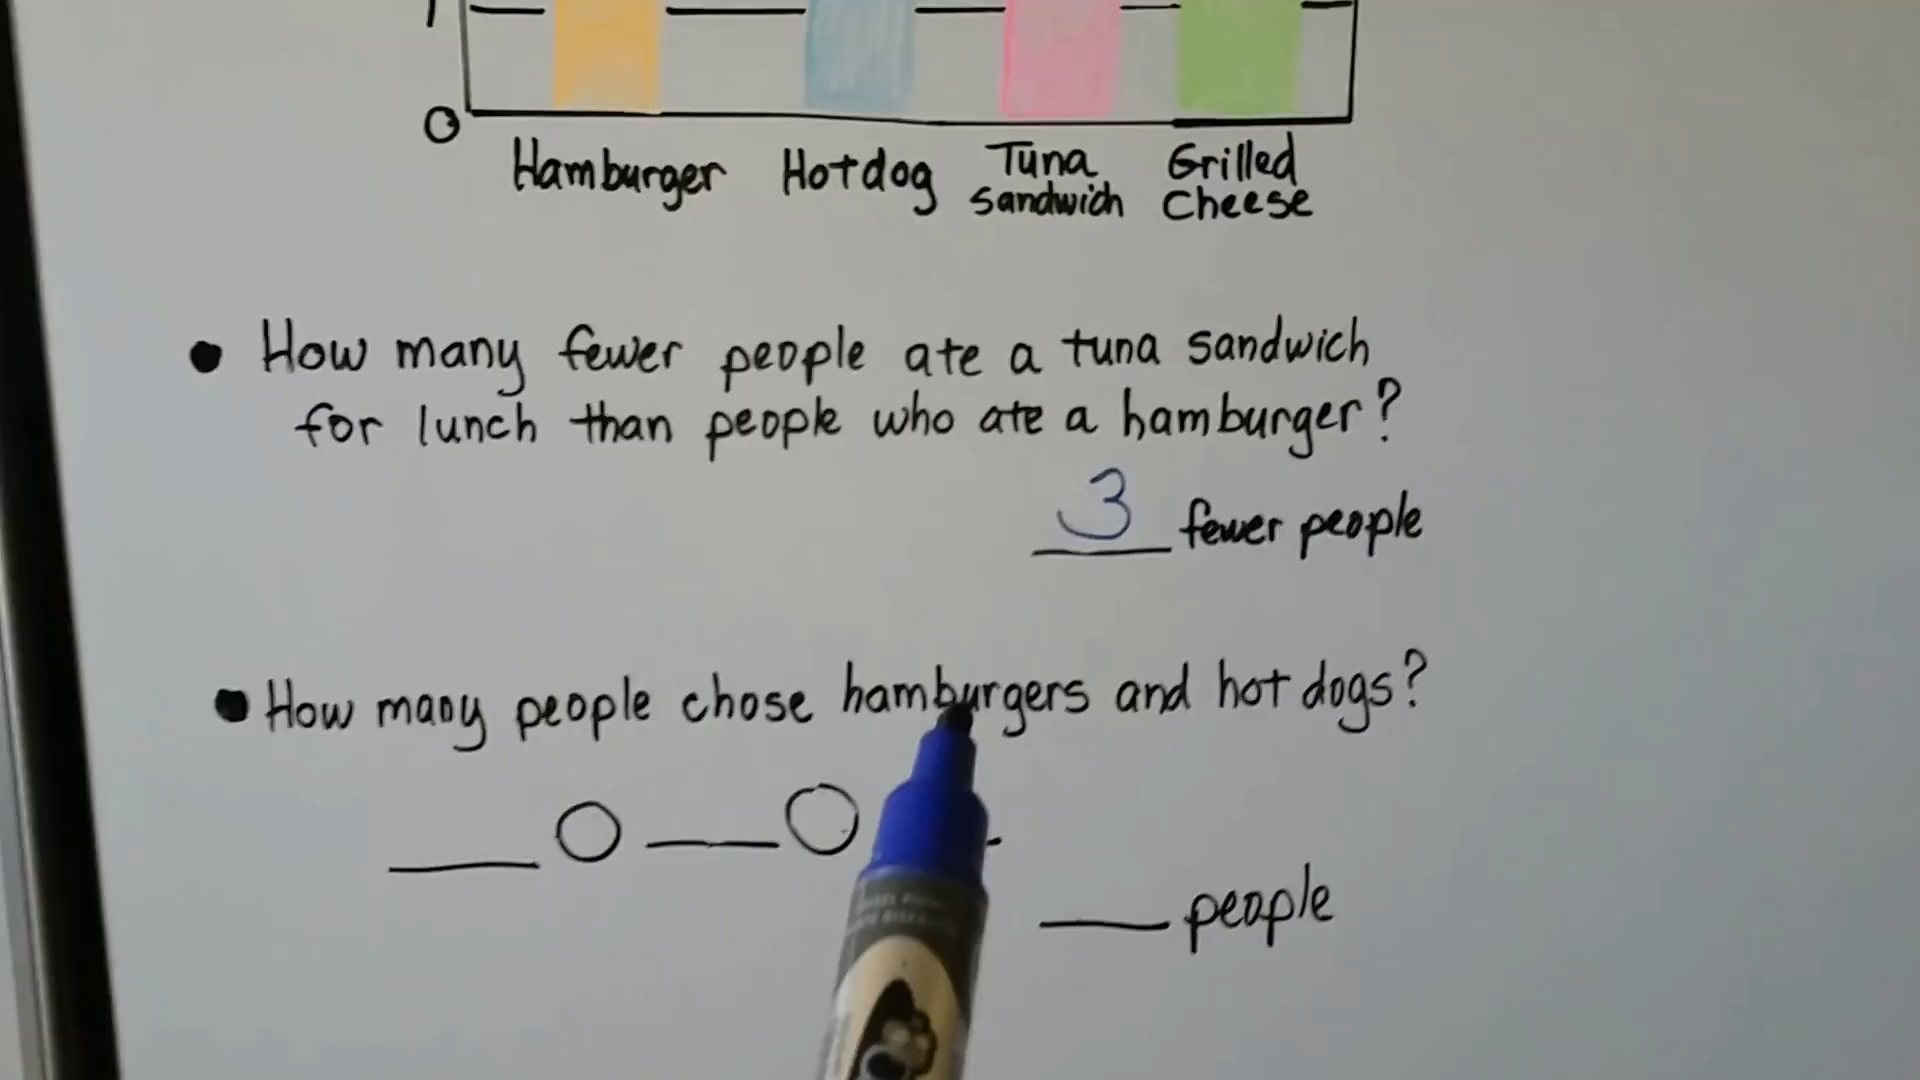 1
0
Hamburger Hotdog Tuna Sandwich Grilled Cheese
• How many fewer people ate a tuna sandwich
for lunch than people who ate a hamburger?
3 fewer people
• How many people chose hamburgers and hot dogs?
people